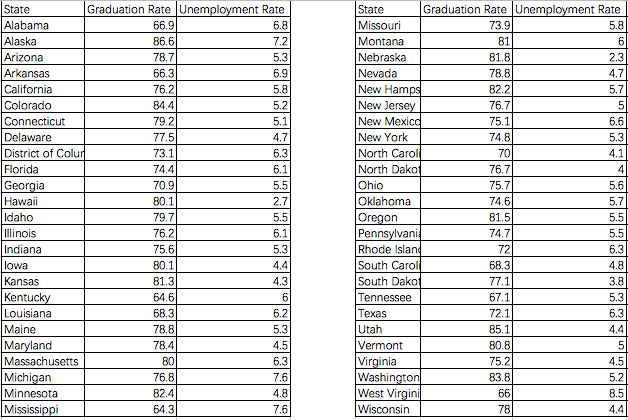 State Graduation Rate Unemployment Rate
Alabama 66.9 6.8
Alaska 86.6 7.2
Arizona 78.7 5.3
Arkansas 66.3 6.9
California 76.2 5.8
Colorado 84.4 5.2
Connecticut 79.2 5.1
Delaware 77.5 4.7
District of Colur 73.1 6.3
Florida 74.4 6.1
Georgia 70.9 5.5
Hawaii 80.1 2.7
Idaho 79.7 5.5
Illinois 76.2 6.1
Indiana 75.6 5.3
Iowa 80.1 4.4
Kansas 81.3 4.3
Kentucky 64.6 6
Louisiana 68.3 6.2
Maine 78.8 5.3
Maryland 78.4 4.5
Massachusetts 80 6.3
Michigan 76.8 7.6
Minnesota 82.4 4.8
Mississippi 64.3 7.6
State Graduation Rate Unemployment Rate
Missouri 73.9 5.8
Montana 81 6
Nebraska 81.8 2.3
Nevada 78.8 4.7
New Hamps 82.2 5.7
New Jersey 76.7 5
New Mexico 75.1 6.6
New York 74.8 5.3
North Caroli 70 4.1
North Dakot 76.7 4
Ohio 75.7 5.6
Oklahoma 74.6 5.7
Oregon 81.5 5.5
Pennsylvania 74.7 5.5
Rhode Island 72 6.3
South Caroli 68.3 4.8
South Dakot 77.1 3.8
Tennessee 67.1 5.3
Texas 72.1 6.3
Utah 85.1 4.4
Vermont 80.8 5
Virginia 75.2 4.5
Washington 83.8 5.2
West Virgini 66 8.5
Wisconsin 78 4.4